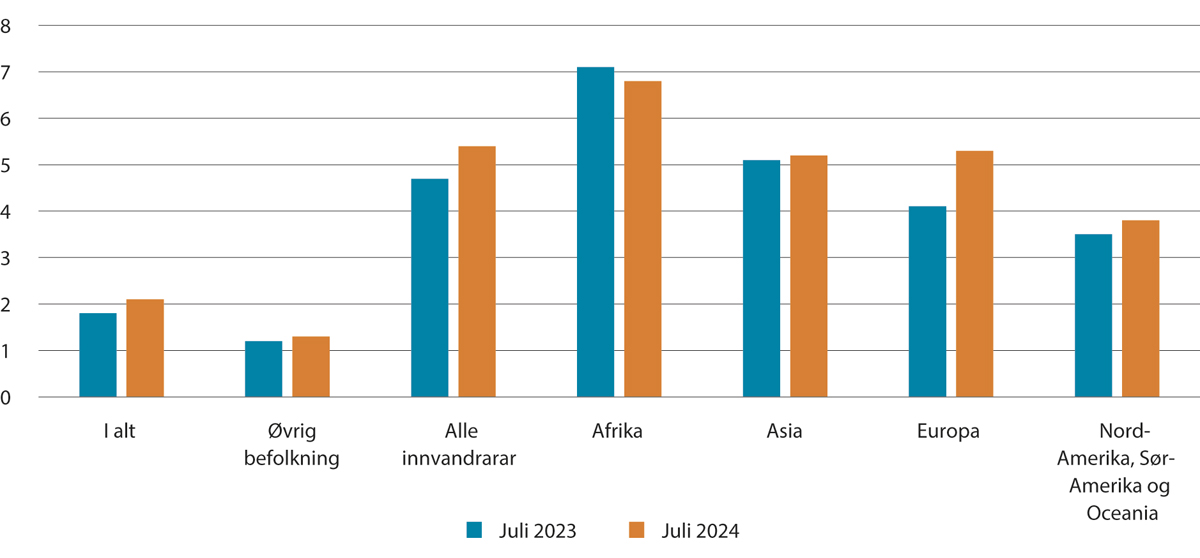 8
7
6
5
4
3
2
1
0
I alt
Øvrig
befolkning
Alle
innvandrarar
Afrika
Asia
Europa
Nord-
Amerika, Sør-
Amerika og
Oceania
Juli 2023
Juli 2024